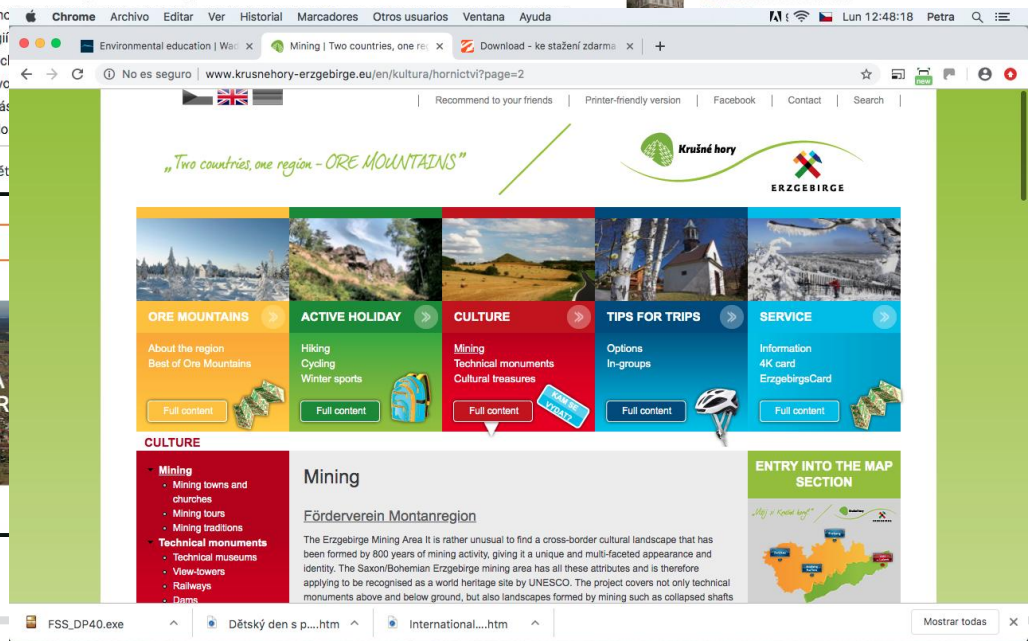 Chrome Archivo Editar Ver Historial Marcadores Otros usuarios Ventana Ayuda Lun 12:48:18 Petra
Environmental education | Wad Mining | Two countries, one reg Download - ke stažení zdarma
No es seguro | www.krusnehory-erzgebirge.eu/en/kultura/hornictvi?page=2
new
| Recommend to your friends | Printer-friendly version | Facebook | Contact | Search |
„Two countries, one region – ORE MOUNTAINS"
Krušné hory
ERZGEBIRGE
ORE MOUNTAINS
About the region
Best of Ore Mountains
Full content
ACTIVE HOLIDAY
Hiking
Cycling
Winter sports
Full content
CULTURE
Mining
Technical monuments
Cultural treasures
Full content
KAM SE
VYDAT?
TIPS FOR TRIPS
Options
In-groups
Full content
SERVICE
Information
4K card
ErzgebirgsCard
Full content
CULTURE
Mining
Mining towns and
churches
Mining tours
Mining traditions
Technical monuments
Technical museums
View-towers
Railways
Dams
Mining
Förderverein Montanregion
The Erzgebirge Mining Area It is rather unusual to find a cross-border cultural landscape that has
been formed by 800 years of mining activity, giving it a unique and multi-faceted appearance and
identity. The Saxon/Bohemian Erzgebirge mining area has all these attributes and is therefore
applying to be recognised as a world heritage site by UNESCO. The project covers not only technical
monuments above and below ground, but also landscapes formed by mining such as collapsed shafts
ENTRY INTO THE MAP
SECTION
FSS_DP40.exe Dětský den s p....htm International....htm Mostrar todas